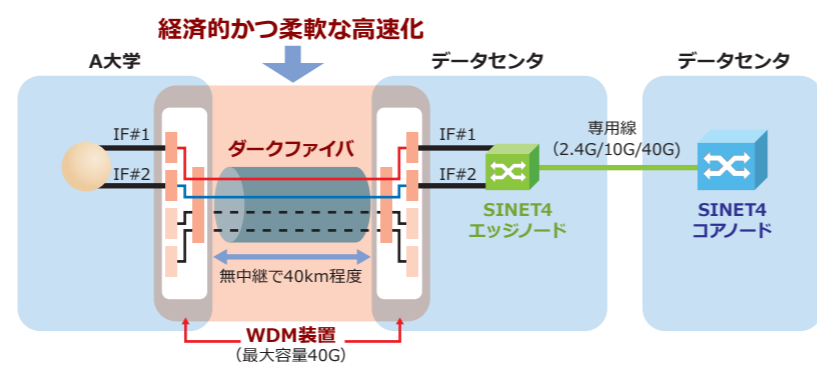 経済的かつ柔軟な高速化
A大学
データセンタ
データセンタ
IF#1
IF#2
ダークファイバ
IF#1
IF#2
専用線
（2.4G/10G/40G）
SINET4
エッジノード
SINET4
コアノード
無中継で40km程度
WDM装置
（最大容量40G）